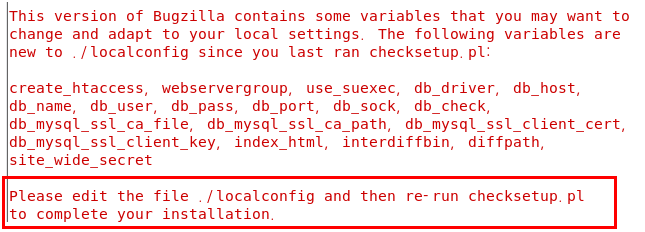 This version of Bugzilla contains some variables that you may want to
change and adapt to your local settings. The following variables are
new to ./localconfig since you last ran checksetup.pl:
create_htaccess, webservergroup, use_suexec, db_driver, db_host,
db_name, db_user, db_pass, db_port, db_sock, db_check,
db_mysql_ssl_ca_file, db_mysql_ssl_ca_path, db_mysql_ssl_client_cert,
db_mysql_ssl_client_key, index_html, interdiffbin, diffpath,
site_wide_secret
Please edit the file ./localconfig and then re-run checksetup.pl
to complete your installation.